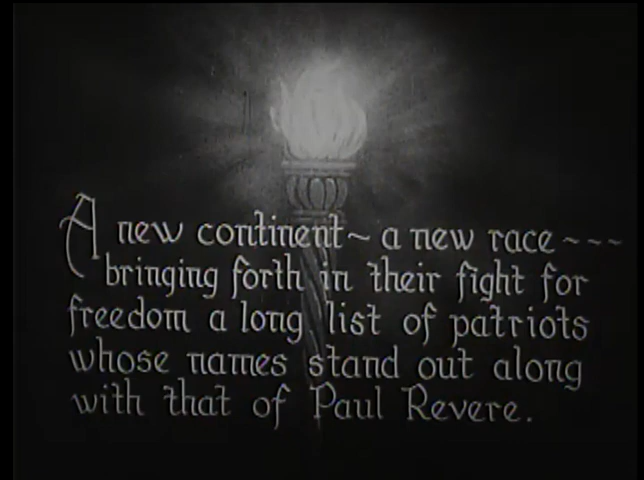 A new continent ~ a new race ~ ~ ~
bringing forth in their fight for
freedom a long list of patriots
whose names stand out along
with that of Paul Revere.